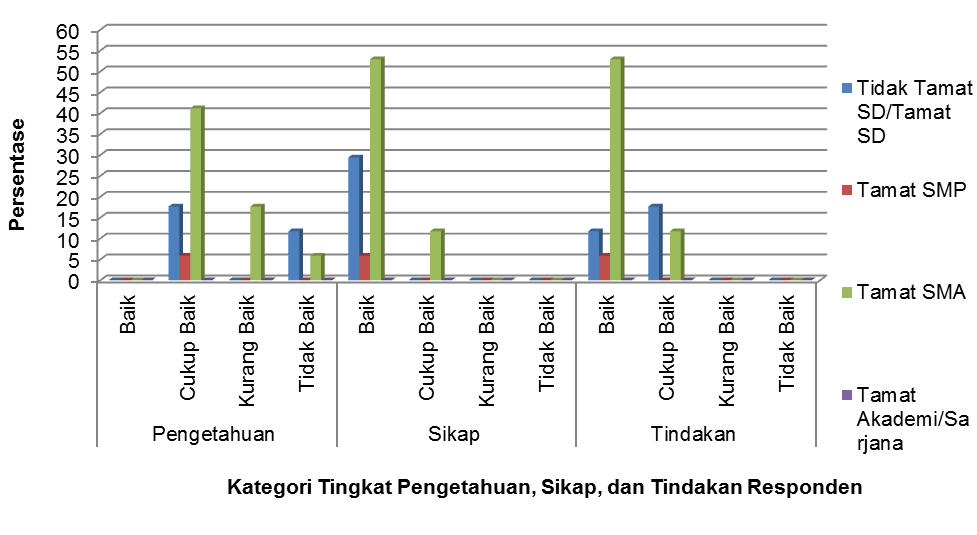 60
55
50
45
40
35
30
25
20
15
10
5
0
Persentase
Baik
Cukup Baik
Kurang Baik
Tidak Baik
Baik
Cukup Baik
Kurang Baik
Tidak Baik
Baik
Cukup Baik
Kurang Baik
Tidak Baik
Pengetahuan
Sikap
Tindakan
Kategori Tingkat Pengetahuan, Sikap, dan Tindakan Responden
Tidak Tamat
SD/Tamat
SD
Tamat SMP
Tamat SMA
Tamat
Akademi/Sa
rjana